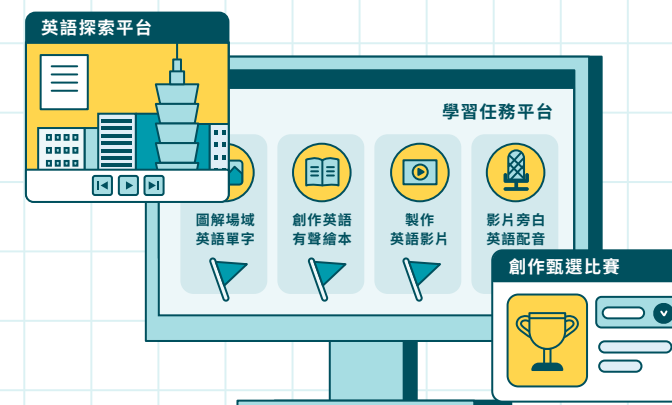 英語探索平台
學習任務平台
圖解場域
英語單字
創作英語
有聲繪本
製作
英語影片
影片旁白
英語配音
創作甄選比賽